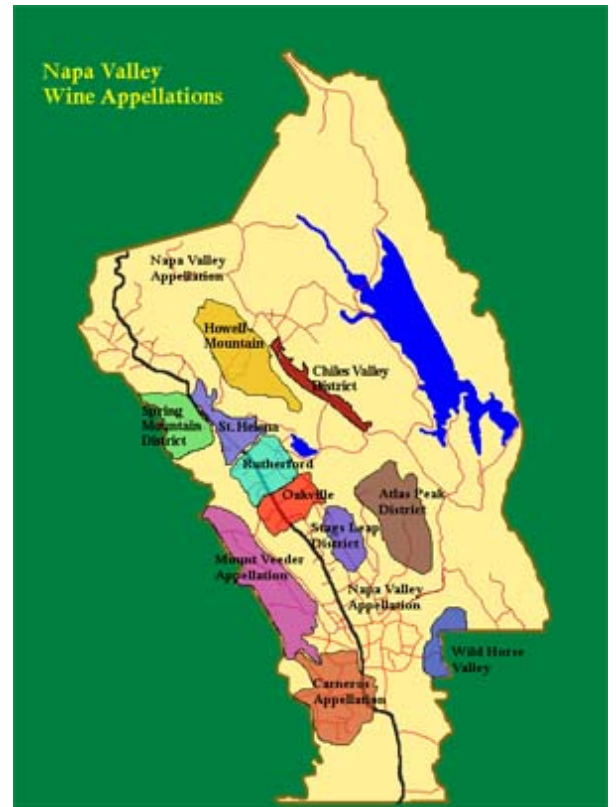 Napa Valley
Wine Appellations
Napa Valley
Appellation
Howell
Mountain
Chiles Valley
District
Spring
Mountain
District
St. Helena
Rutherford
Oakville
Atlas Peak
District
Stags Leap
District
Mount Veeder
Appellation
Napa Valley
Appellation
Wild Horse
Valley
Carneros
Appellation